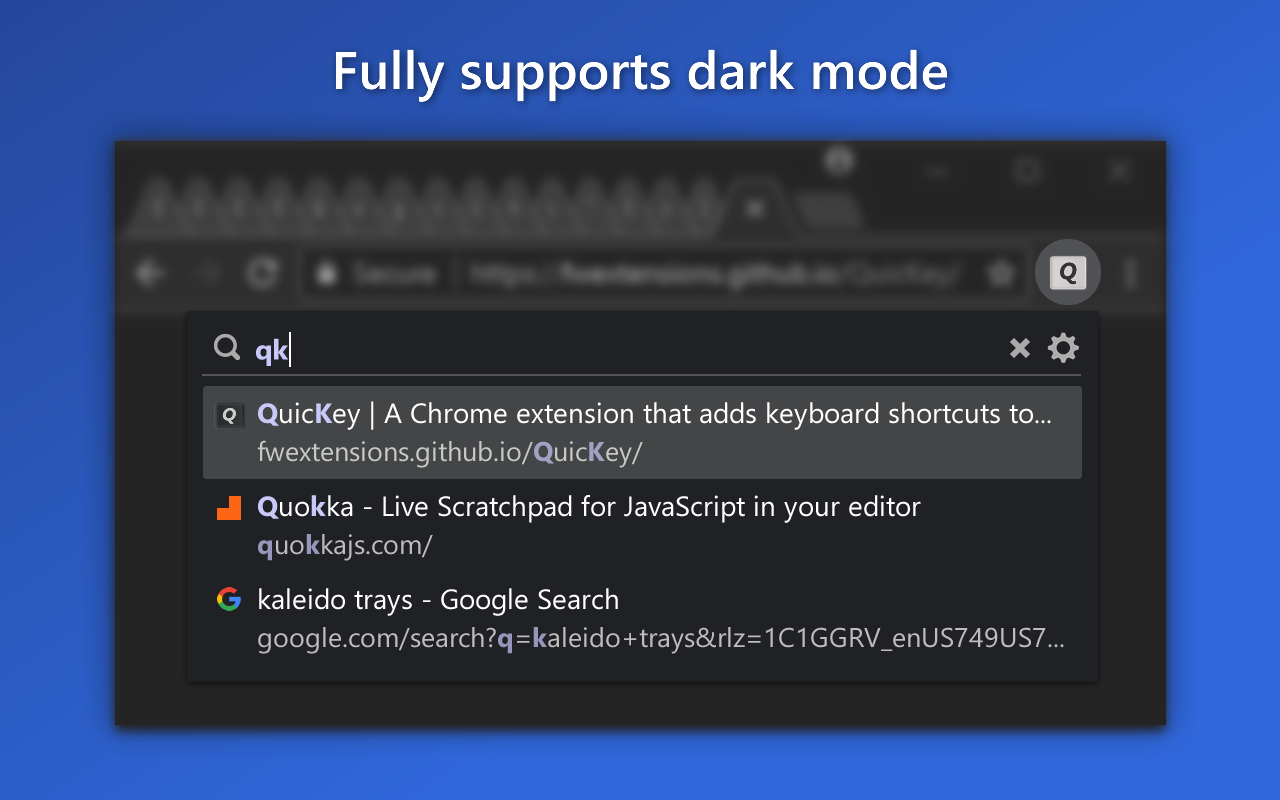 Fully supports dark mode
Secure https://fwextensions.github.io/QuicKey/
Q
qk
Q QuicKey | A Chrome extension that adds keyboard shortcuts to...
fwextensions.github.io/QuicKey/
Quokka - Live Scratchpad for JavaScript in your editor
quokkajs.com/
kaleido trays - Google Search
google.com/search?q=kaleido+trays&rlz=1C1GGRV_enUS749US7...